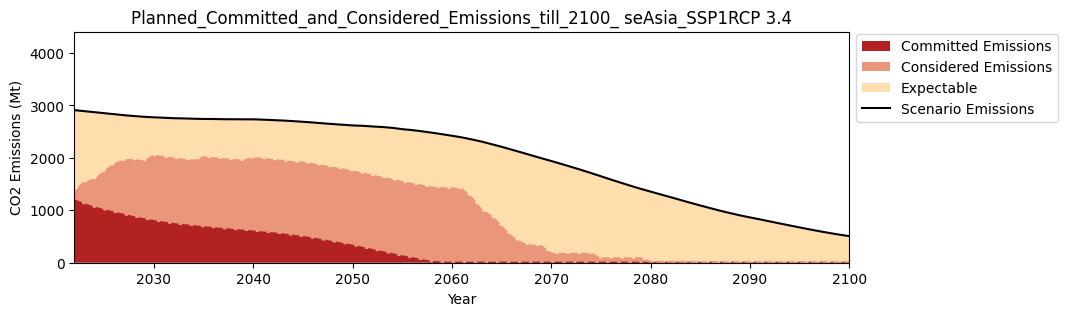 Planned_Committed_and_Considered_Emissions_till_2100_ seAsia_SSP1RCP 3.4
CO2 Emissions (Mt)
4000
3000
2000
1000
0
2030 2040 2050 2060 2070 2080 2090 2100
Year
Committed Emissions
Considered Emissions
Expectable
Scenario Emissions